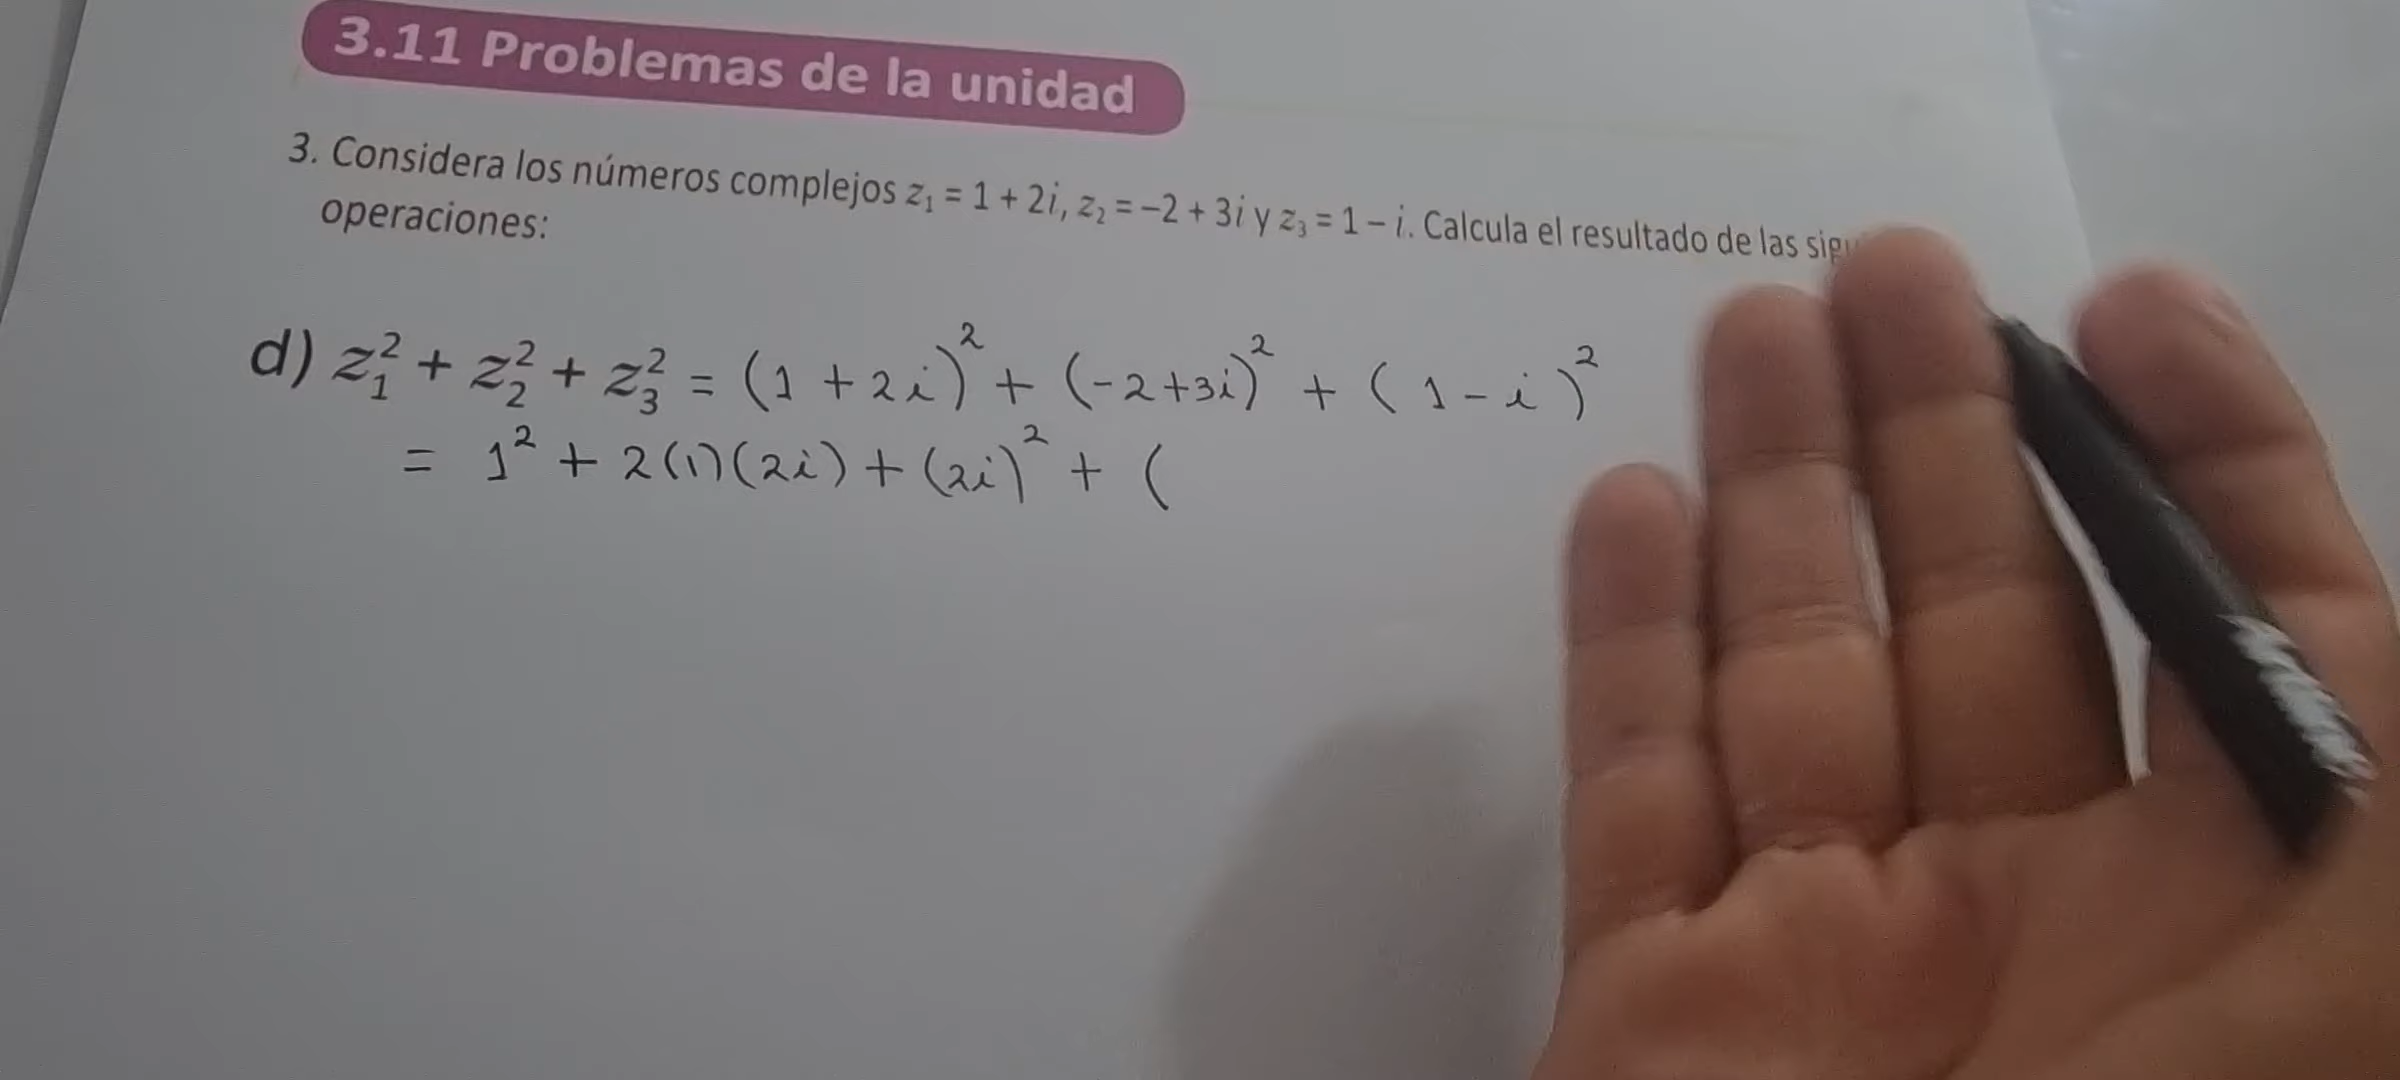 3.11 Problemas de la unidad
3. Considera los números complejos z₁ = 1 + 2i, z₂ = −2 + 3i y z₃ = 1 − i. Calcula el resultado de las
operaciones:
d) z₁² + z₂² + z₃² = (1 + 2i)² + (-2+3i)² + (1-i)²
= 1² + 2(1)(2i) + (2i)² + (